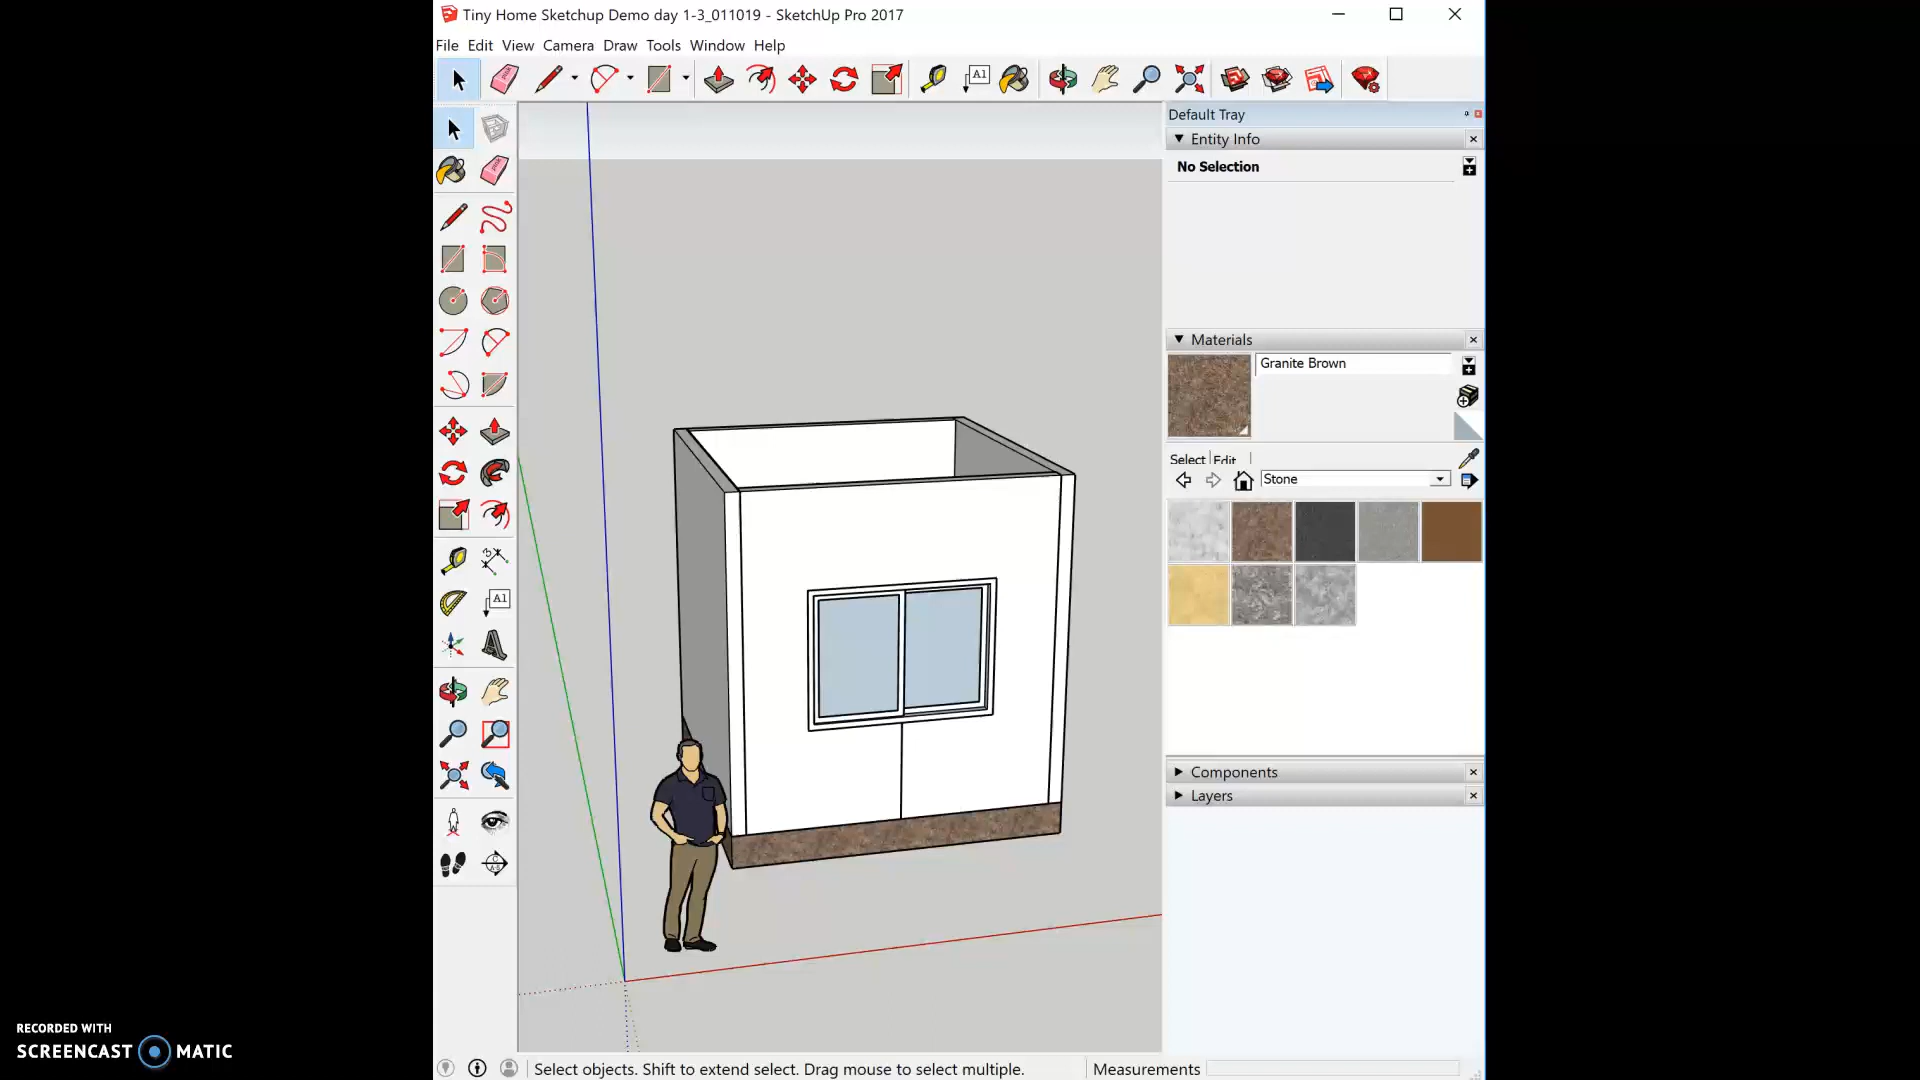 Tiny Home Sketchup Demo day 1-3_011019 - SketchUp Pro 2017
File Edit View Camera Draw Tools Window Help
A1
Default Tray
Entity Info
No Selection
Materials
Granite Brown
Select Edit
Stone
A1
Components
Layers
RECORDED WITH
SCREENCAST MATIC
Select objects. Shift to extend select. Drag mouse to select multiple.
Measurements